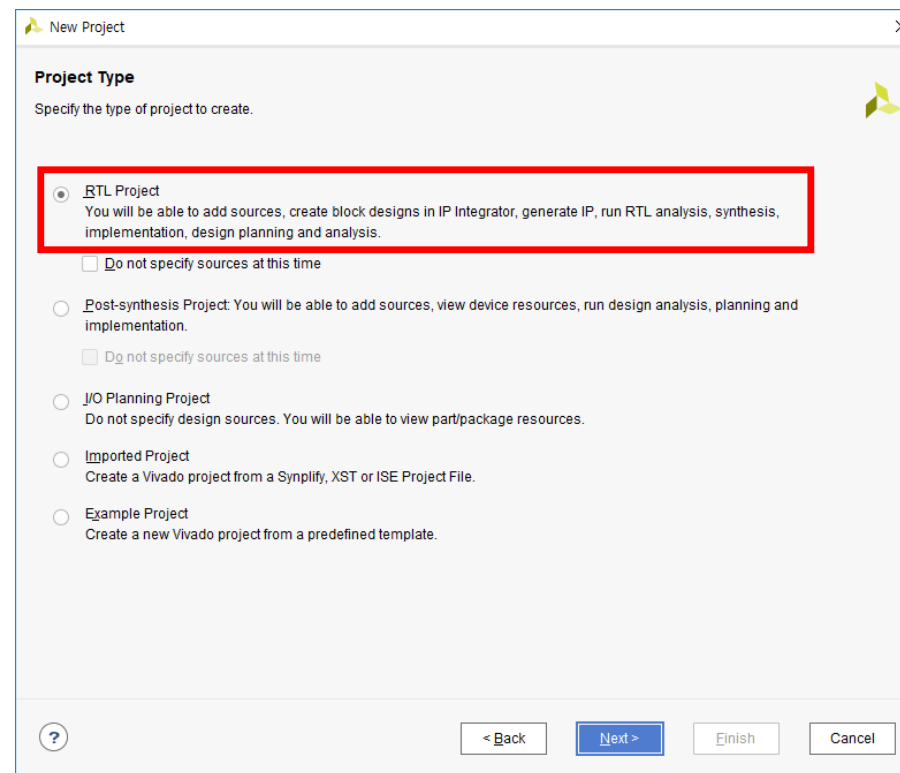 New Project
Project Type
Specify the type of project to create.
RTL Project
You will be able to add sources, create block designs in IP Integrator, generate IP, run RTL analysis, synthesis,
implementation, design planning and analysis.
Do not specify sources at this time
Post-synthesis Project: You will be able to add sources, view device resources, run design analysis, planning and
implementation.
Do not specify sources at this time
I/O Planning Project
Do not specify design sources. You will be able to view part/package resources.
Imported Project
Create a Vivado project from a Synplify, XST or ISE Project File.
Example Project
Create a new Vivado project from a predefined template.
? < Back Next > Finish Cancel